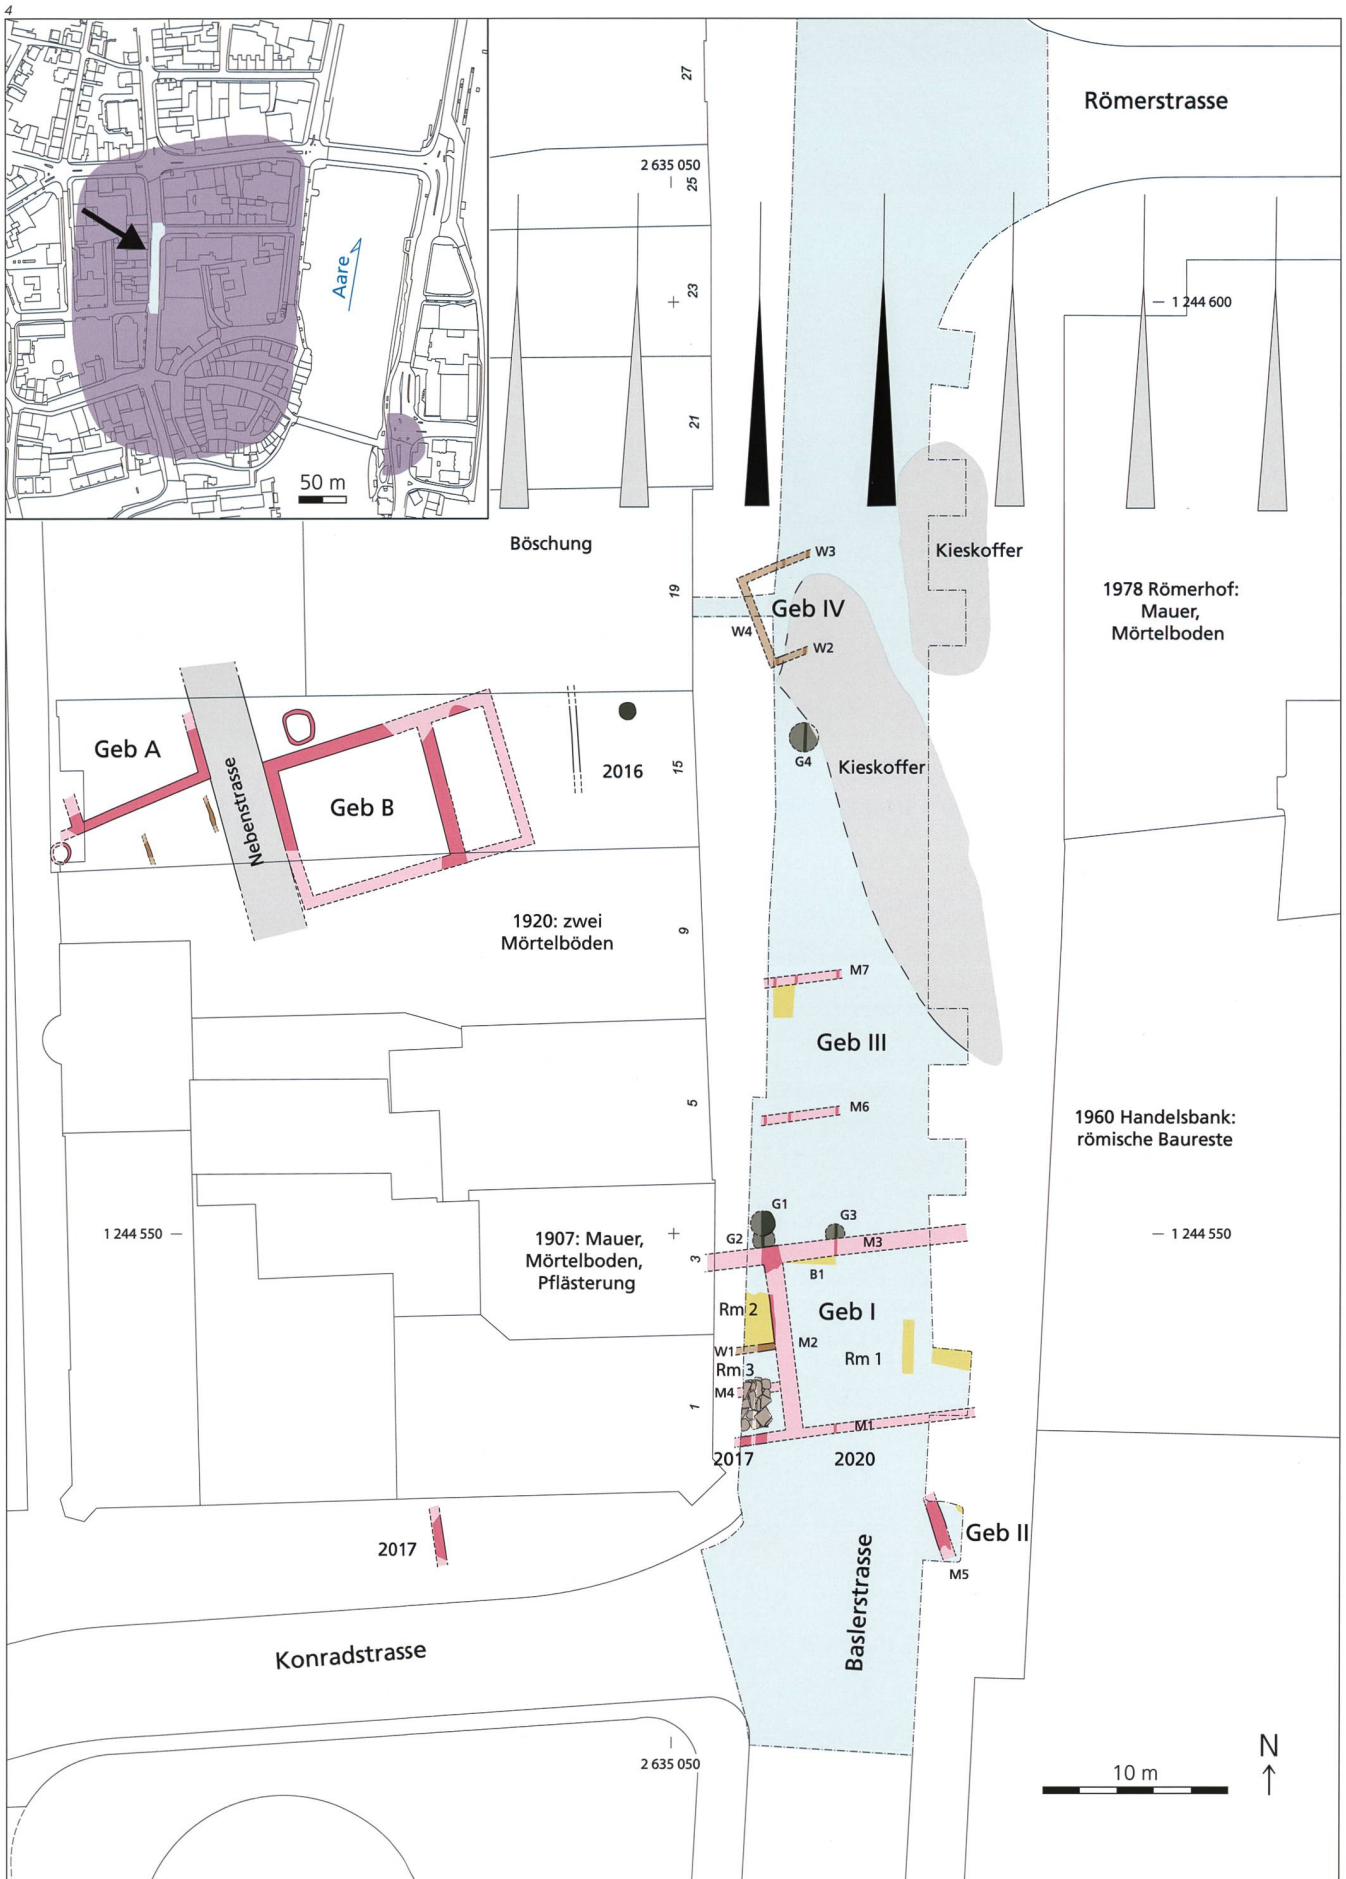 4
Aare
50 m
27
Römerstrasse
2 635 050
25
23
1 244 600
21
Böschung
Kieskoffer
W3
19
Geb IV
1978 Römerhof:
Mauer,
Mörtelboden
W4
W2
Geb A
Nebenstrasse
Geb B
2016
15
G4
Kieskoffer
1920: zwei
Mörtelböden
9
M7
Geb III
5
M6
1960 Handelsbank:
römische Baureste
G1
G3
1 244 550
1907: Mauer,
Mörtelboden,
Pflästerung
G2
M3
1 244 550
3
B1
Rm 2
Geb I
W1
M2
Rm 3
Rm 1
M4
1
M1
2017
2020
2017
Geb II
M5
Baslerstrasse
Konradstrasse
2 635 050
10 m
N